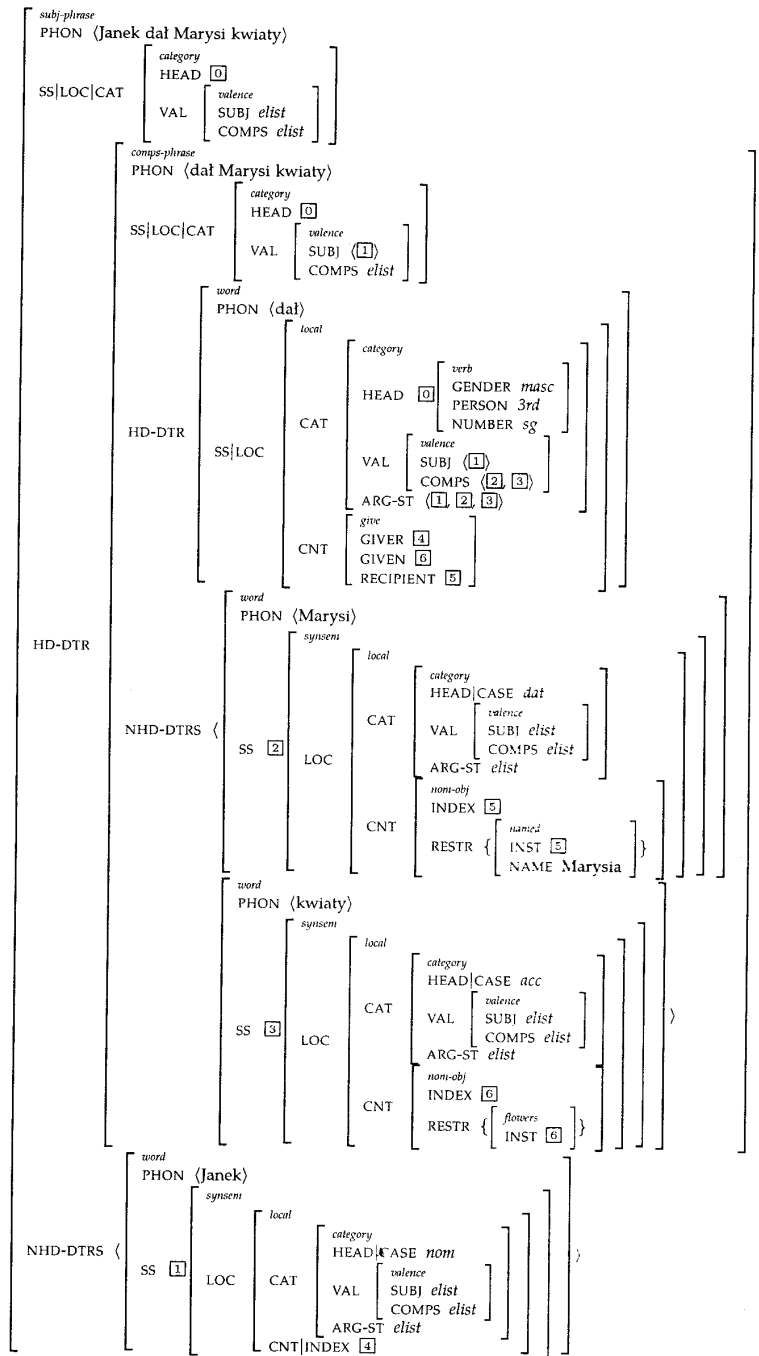 subj-phrase
PHON ⟨Janek dał Marysi kwiaty⟩
category
HEAD 0
SS|LOC|CAT
valence
VAL SUBJ elist
COMPS elist
comps-phrase
PHON ⟨dał Marysi kwiaty⟩
category
HEAD 0
SS|LOC|CAT
valence
VAL SUBJ ⟨1⟩
COMPS elist
word
PHON ⟨dał⟩
local
category
verb
GENDER masc
HEAD 0 PERSON 3rd
NUMBER sg
HD-DTR SS|LOC CAT
valence
VAL SUBJ ⟨1⟩
COMPS ⟨2, 3⟩
ARG-ST ⟨1, 2, 3⟩
give
GIVER 4
CNT GIVEN 6
RECIPIENT 5
word
PHON ⟨Marysi⟩
HD-DTR
synsem
local
category
HEAD|CASE dat
CAT valence
NHD-DTRS ⟨ VAL SUBJ elist
SS 2 LOC COMPS elist
ARG-ST elist
nom-obj
INDEX 5
CNT named
RESTR { INST 5 }
NAME Marysia
word
PHON ⟨kwiaty⟩
synsem
local
category
HEAD|CASE acc
CAT valence
VAL SUBJ elist
SS 3 LOC COMPS elist ⟩
ARG-ST elist
nom-obj
INDEX 6
CNT flowers
RESTR { INST 6 }
word
PHON ⟨Janek⟩
synsem
local
category
NHD-DTRS ⟨ HEAD|CASE nom ⟩
SS 1 LOC CAT valence
VAL SUBJ elist
COMPS elist
ARG-ST elist
CNT|INDEX 4